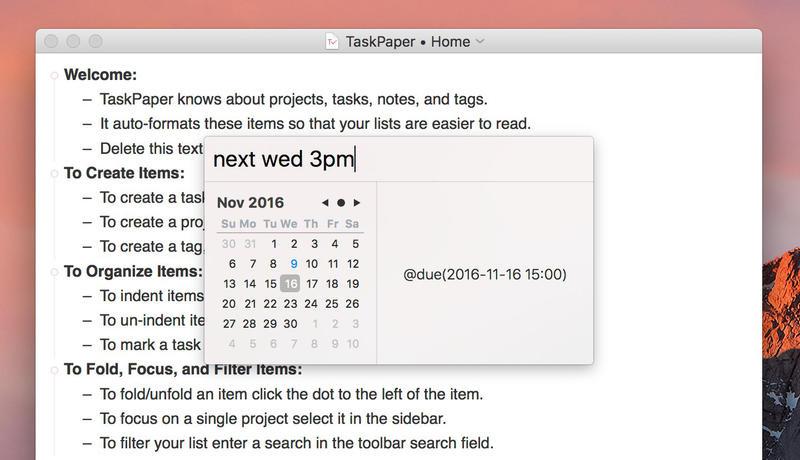 TaskPaper • Home
Welcome:
– TaskPaper knows about projects, tasks, notes, and tags.
– It auto-formats these items so that your lists are easier to read.
– Delete this text
next wed 3pm
To Create Items:
– To create a task
– To create a
– To create a tag,
Nov 2016
Su Mo Tu We Th Fr Sa
30 31 1 2 3 4 5
6 7 8 9 10 11 12
13 14 15 16 17 18 19
20 21 22 23 24 25 26
27 28 29 30 1 2 3
4 5 6 7 8 9 10
@due(2016-11-16 15:00)
To Organize Items:
– To indent items
– To un-indent
– To mark a task
To Fold, Focus, and Filter Items:
– To fold/unfold an item click the dot to the left of the item.
– To focus on a single project select it in the sidebar.
– To filter your list enter a search in the toolbar search field.